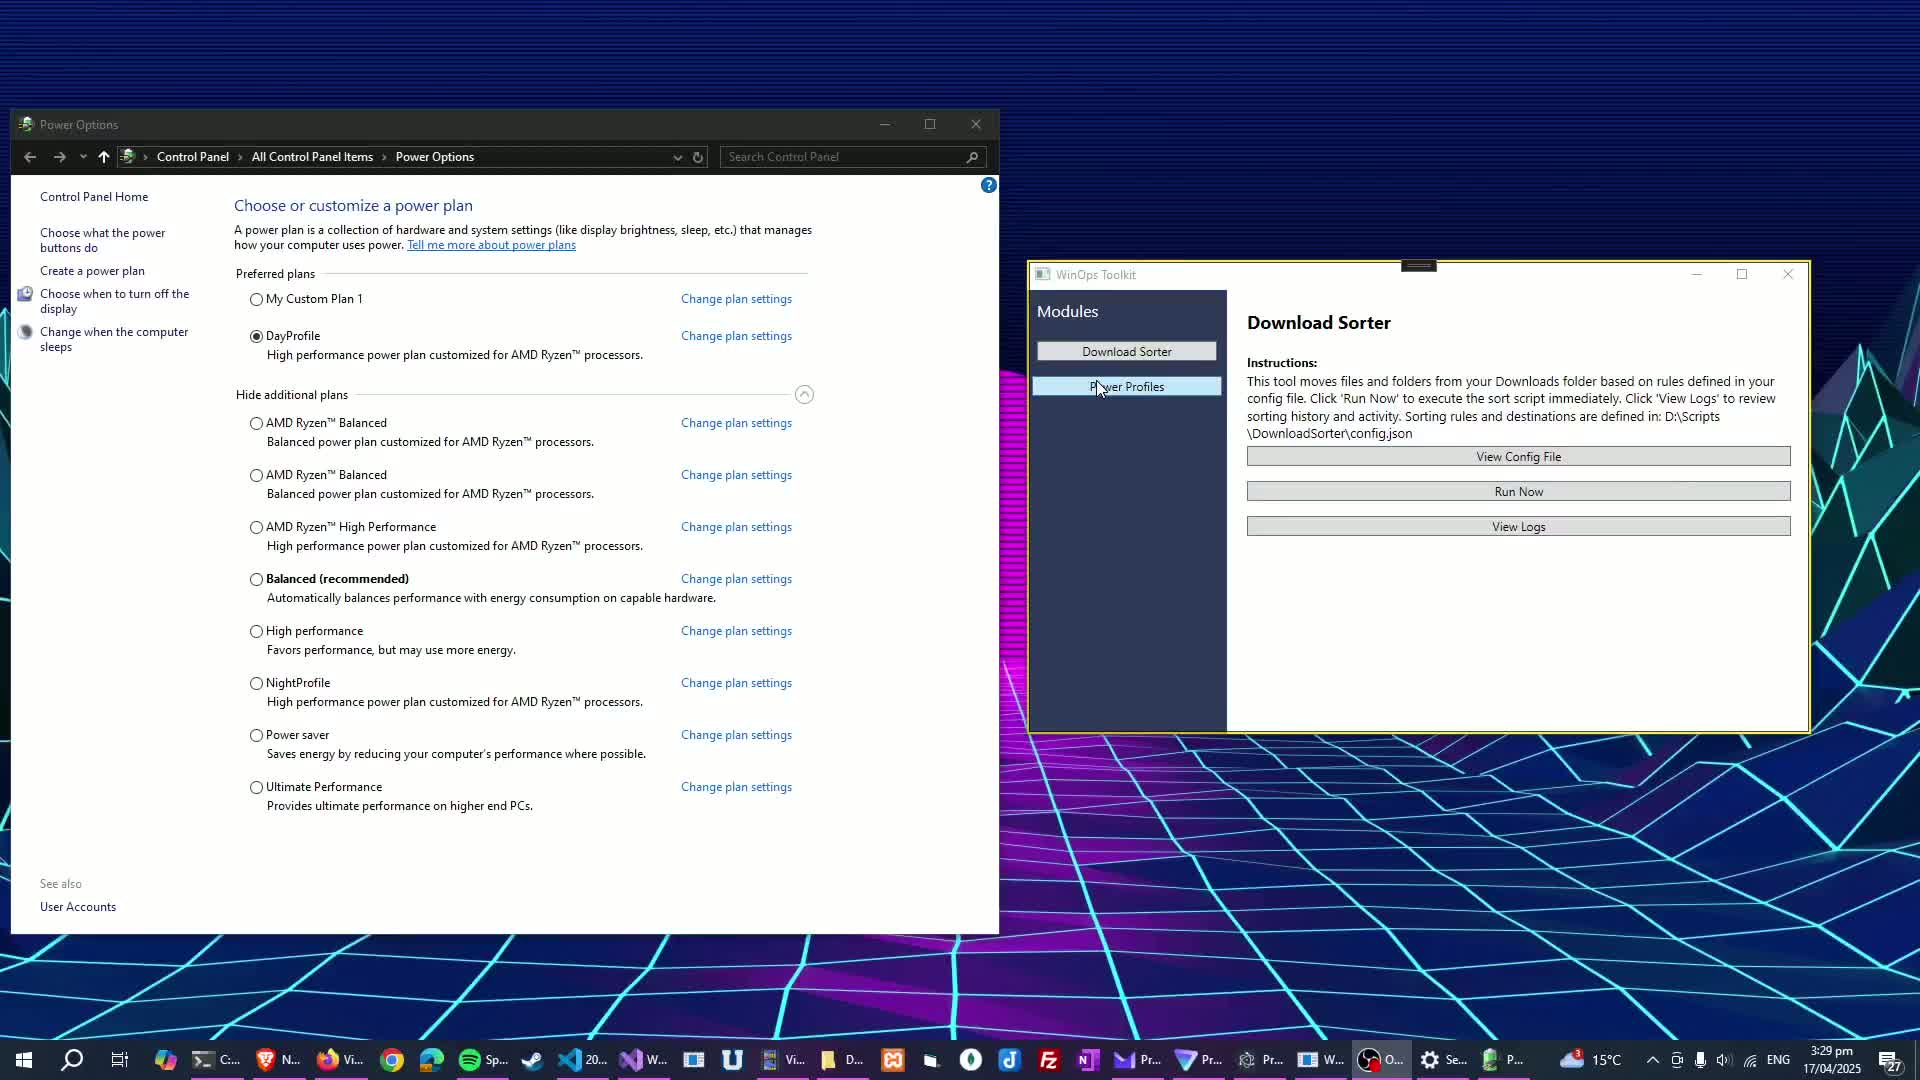 Power Options
Control Panel
All Control Panel Items
Power Options
Search Control Panel
Control Panel Home
Choose what the power
buttons do
Create a power plan
Choose when to turn off the
display
Change when the computer
sleeps
See also
User Accounts
?
Choose or customize a power plan
A power plan is a collection of hardware and system settings (like display brightness, sleep, etc.) that manages
how your computer uses power. Tell me more about power plans
Preferred plans
My Custom Plan 1 Change plan settings
DayProfile Change plan settings
High performance power plan customized for AMD Ryzen™ processors.
Hide additional plans
AMD Ryzen™ Balanced Change plan settings
Balanced power plan customized for AMD Ryzen™ processors.
AMD Ryzen™ Balanced Change plan settings
Balanced power plan customized for AMD Ryzen™ processors.
AMD Ryzen™ High Performance Change plan settings
High performance power plan customized for AMD Ryzen™ processors.
Balanced (recommended) Change plan settings
Automatically balances performance with energy consumption on capable hardware.
High performance Change plan settings
Favors performance, but may use more energy.
NightProfile Change plan settings
High performance power plan customized for AMD Ryzen™ processors.
Power saver Change plan settings
Saves energy by reducing your computer's performance where possible.
Ultimate Performance Change plan settings
Provides ultimate performance on higher end PCs.
WinOps Toolkit
Modules
Download Sorter
Power Profiles
Download Sorter
Instructions:
This tool moves files and folders from your Downloads folder based on rules defined in your
config file. Click 'Run Now' to execute the sort script immediately. Click 'View Logs' to review
sorting history and activity. Sorting rules and destinations are defined in: D:\Scripts
\DownloadSorter\config.json
View Config File
Run Now
View Logs
C:... N... Vi... Sp... 20... W... Vi... D... Pr... Pr... Pr... W... O... Se... P...
3 15°C ENG
3:29 pm
17/04/2025
27